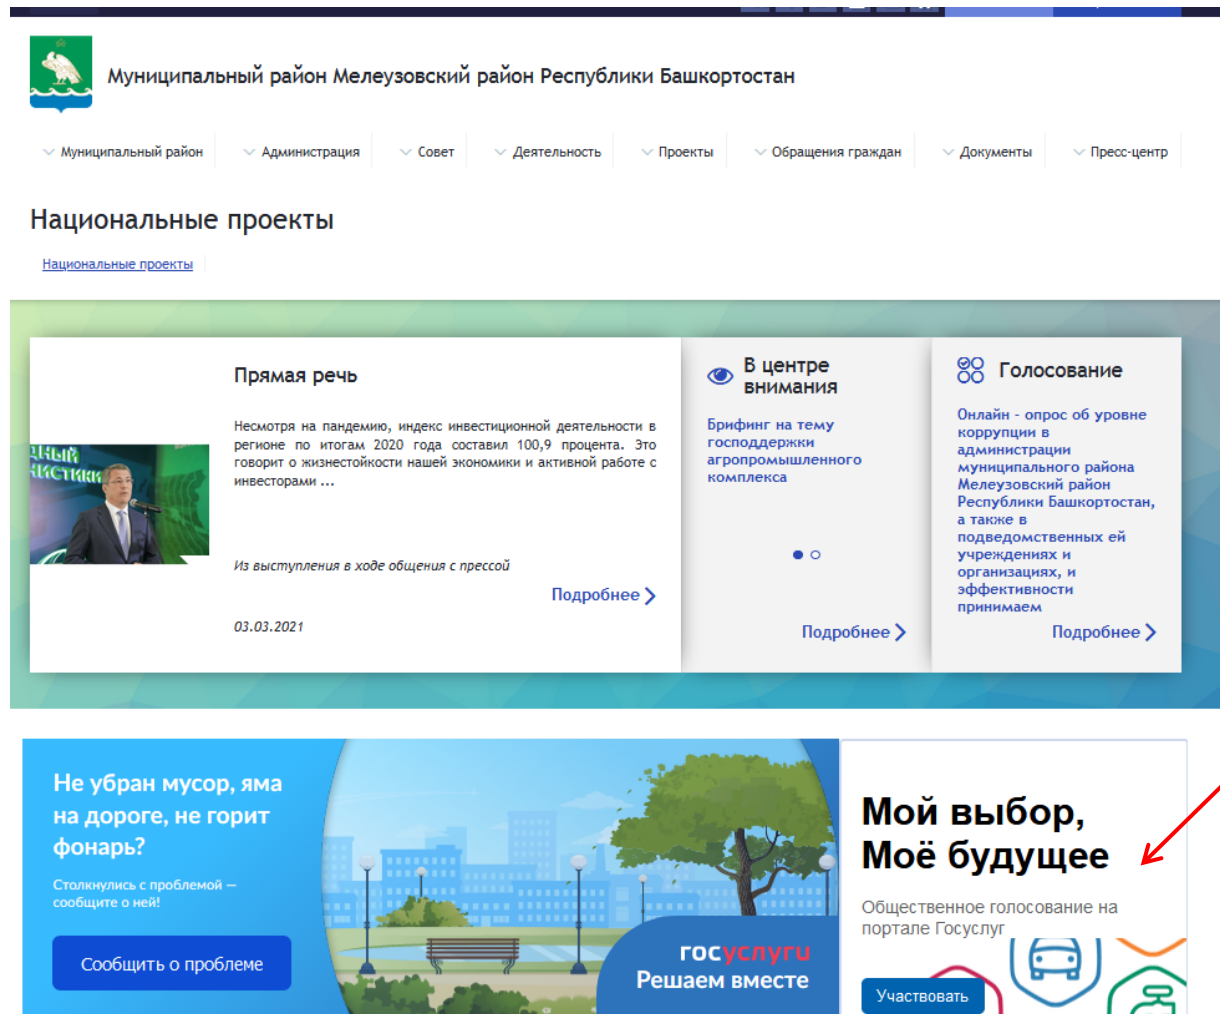 Муниципальный район Мелеузовский район Республики Башкортостан
Муниципальный район
Администрация
Совет
Деятельность
Проекты
Обращения граждан
Документы
Пресс-центр
Национальные проекты
Национальные проекты
Прямая речь
Несмотря на пандемию, индекс инвестиционной деятельности в
регионе по итогам 2020 года составил 100,9 процента. Это
говорит о жизнестойкости нашей экономики и активной работе с
инвесторами ...
Из выступления в ходе общения с прессой
Подробнее
03.03.2021
В центре
внимания
Брифинг на тему
господдержки
агропромышленного
комплекса
Подробнее
Голосование
Онлайн - опрос об уровне
коррупции в
администрации
муниципального района
Мелеузовский район
Республики Башкортостан,
а также в
подведомственных ей
учреждениях и
организациях, и
эффективности
принимаем
Подробнее
Не убран мусор, яма
на дороге, не горит
фонарь?
Столкнулись с проблемой —
сообщите о ней!
Сообщить о проблеме
госуслуги
Решаем вместе
Мой выбор,
Моё будущее
Общественное голосование на
портале Госуслуг
Участвовать